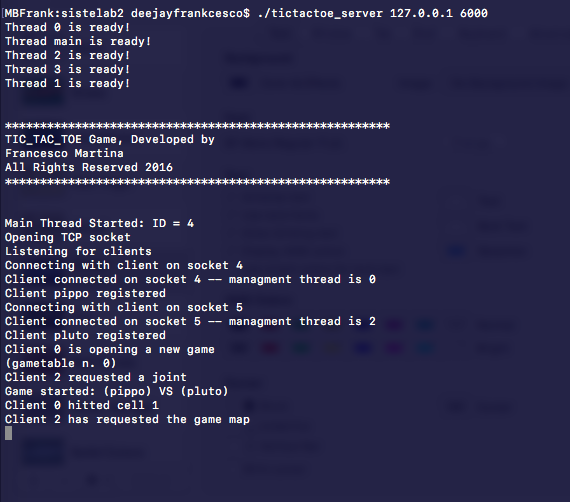 MBFrank:sistelab2 deejayfrankcesco$ ./tictactoe_server 127.0.0.1 6000
Thread 0 is ready!
Thread main is ready!
Thread 2 is ready!
Thread 3 is ready!
Thread 1 is ready!
*******************************************************
TIC_TAC_TOE Game, Developed by
Francesco Martina
All Rights Reserved 2016
*******************************************************
Main Thread Started: ID = 4
Opening TCP socket
Listening for clients
Connecting with client on socket 4
Client connected on socket 4 -- managment thread is 0
Client pippo registered
Connecting with client on socket 5
Client connected on socket 5 -- managment thread is 2
Client pluto registered
Client 0 is opening a new game
(gametable n. 0)
Client 2 requested a joint
Game started: (pippo) VS (pluto)
Client 0 hitted cell 1
Client 2 has requested the game map